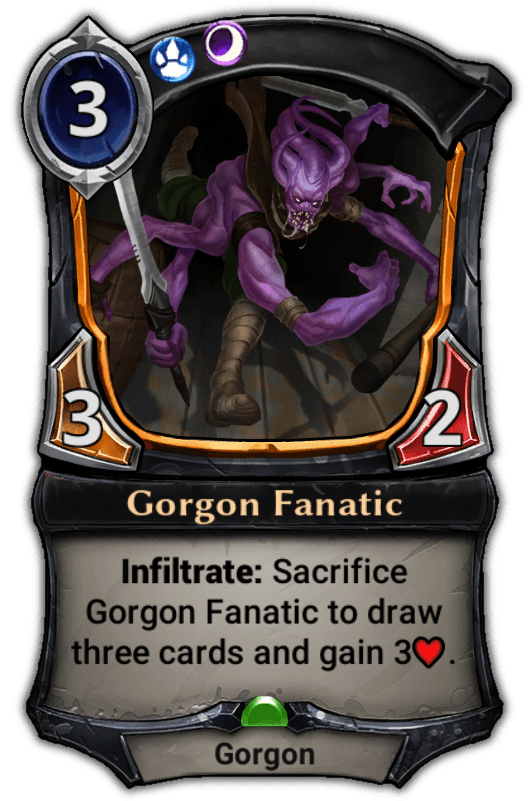 3
3
2
Gorgon Fanatic
Infiltrate: Sacrifice
Gorgon Fanatic to draw
three cards and gain 3❤.
Gorgon